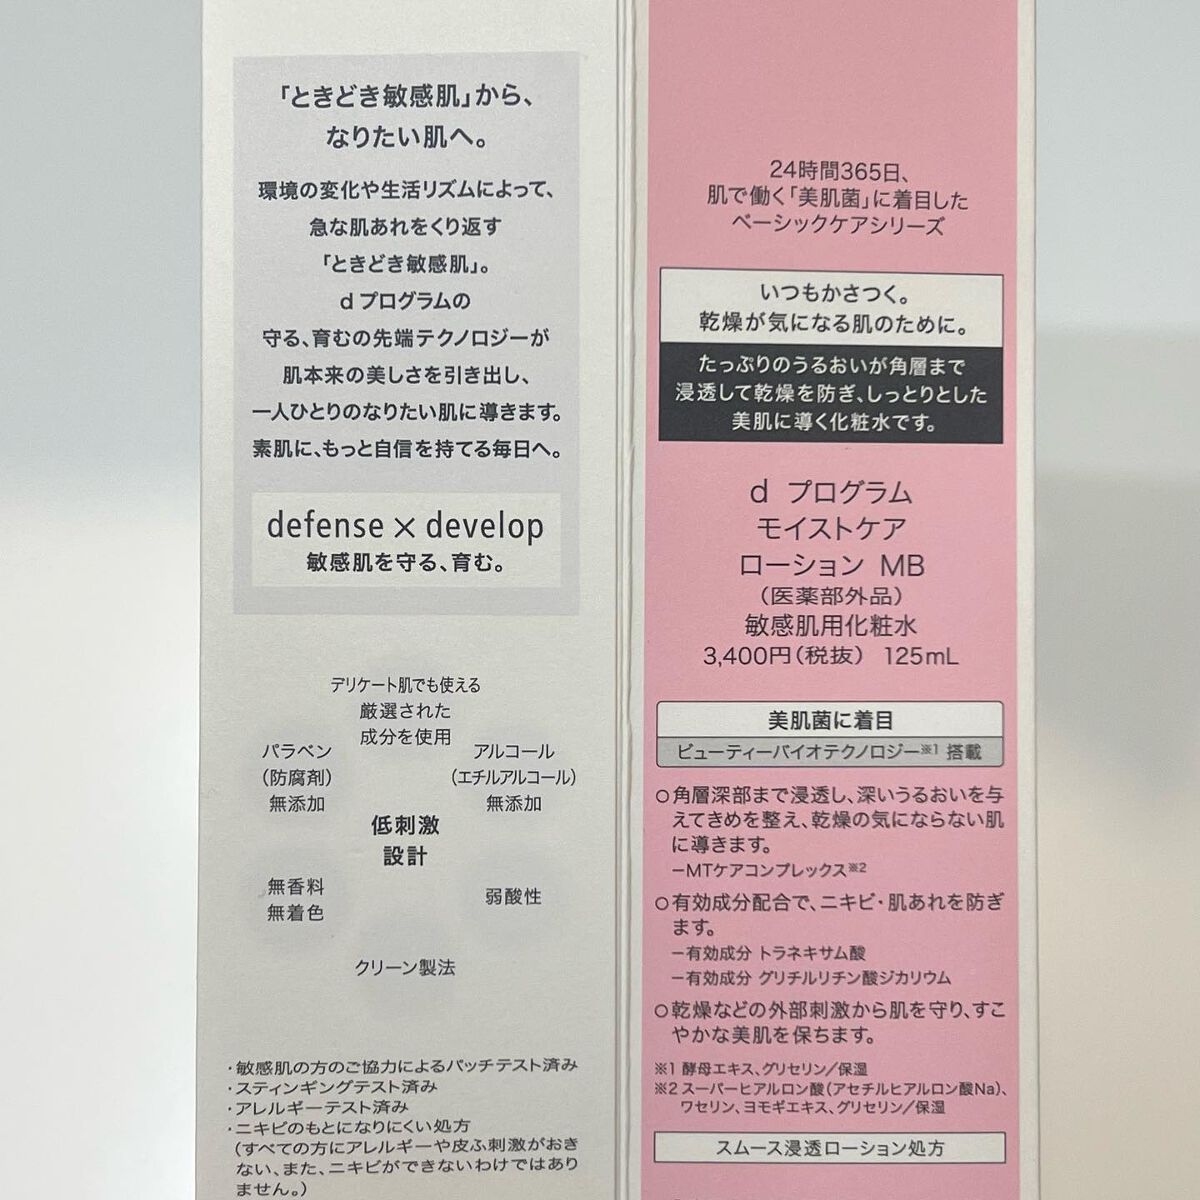 「ときどき敏感肌」から、
なりたい肌へ。
環境の変化や生活リズムによって、
急な肌あれをくり返す
「ときどき敏感肌」。
d プログラムの
守る、育むの先端テクノロジーが
肌本来の美しさを引き出し、
一人ひとりのなりたい肌に導きます。
素肌に、もっと自信を持てる毎日へ。
defense × develop
敏感肌を守る、育む。
デリケート肌でも使える
厳選された
成分を使用
パラベン
(防腐剤)
無添加
アルコール
(エチルアルコール)
無添加
低刺激
設計
無香料
無着色
弱酸性
クリーン製法
・敏感肌の方のご協力によるパッチテスト済み
・スティンギングテスト済み
・アレルギーテスト済み
・ニキビのもとになりにくい処方
(すべての方にアレルギーや皮ふ刺激がおき
ない、また、ニキビができないわけではあり
ません。)
24時間365日、
肌で働く「美肌菌」に着目した
ベーシックケアシリーズ
いつもかさつく。
乾燥が気になる肌のために。
たっぷりのうるおいが角層まで
浸透して乾燥を防ぎ、しっとりとした
美肌に導く化粧水です。
d プログラム
モイストケア
ローション MB
(医薬部外品)
敏感肌用化粧水
3,400円(税抜) 125mL
美肌菌に着目
ビューティーバイオテクノロジー※1 搭載
○角層深部まで浸透し、深いうるおいを与
えてきめを整え、乾燥の気にならない肌
に導きます。
−MTケアコンプレックス※2
○有効成分配合で、ニキビ・肌あれを防ぎ
ます。
−有効成分 トラネキサム酸
−有効成分 グリチルリチン酸ジカリウム
○乾燥などの外部刺激から肌を守り、すこ
やかな美肌を保ちます。
※1 酵母エキス、グリセリン／保湿
※2 スーパーヒアルロン酸(アセチルヒアルロン酸Na)、
ワセリン、ヨモギエキス、グリセリン／保湿
スムース浸透ローション処方